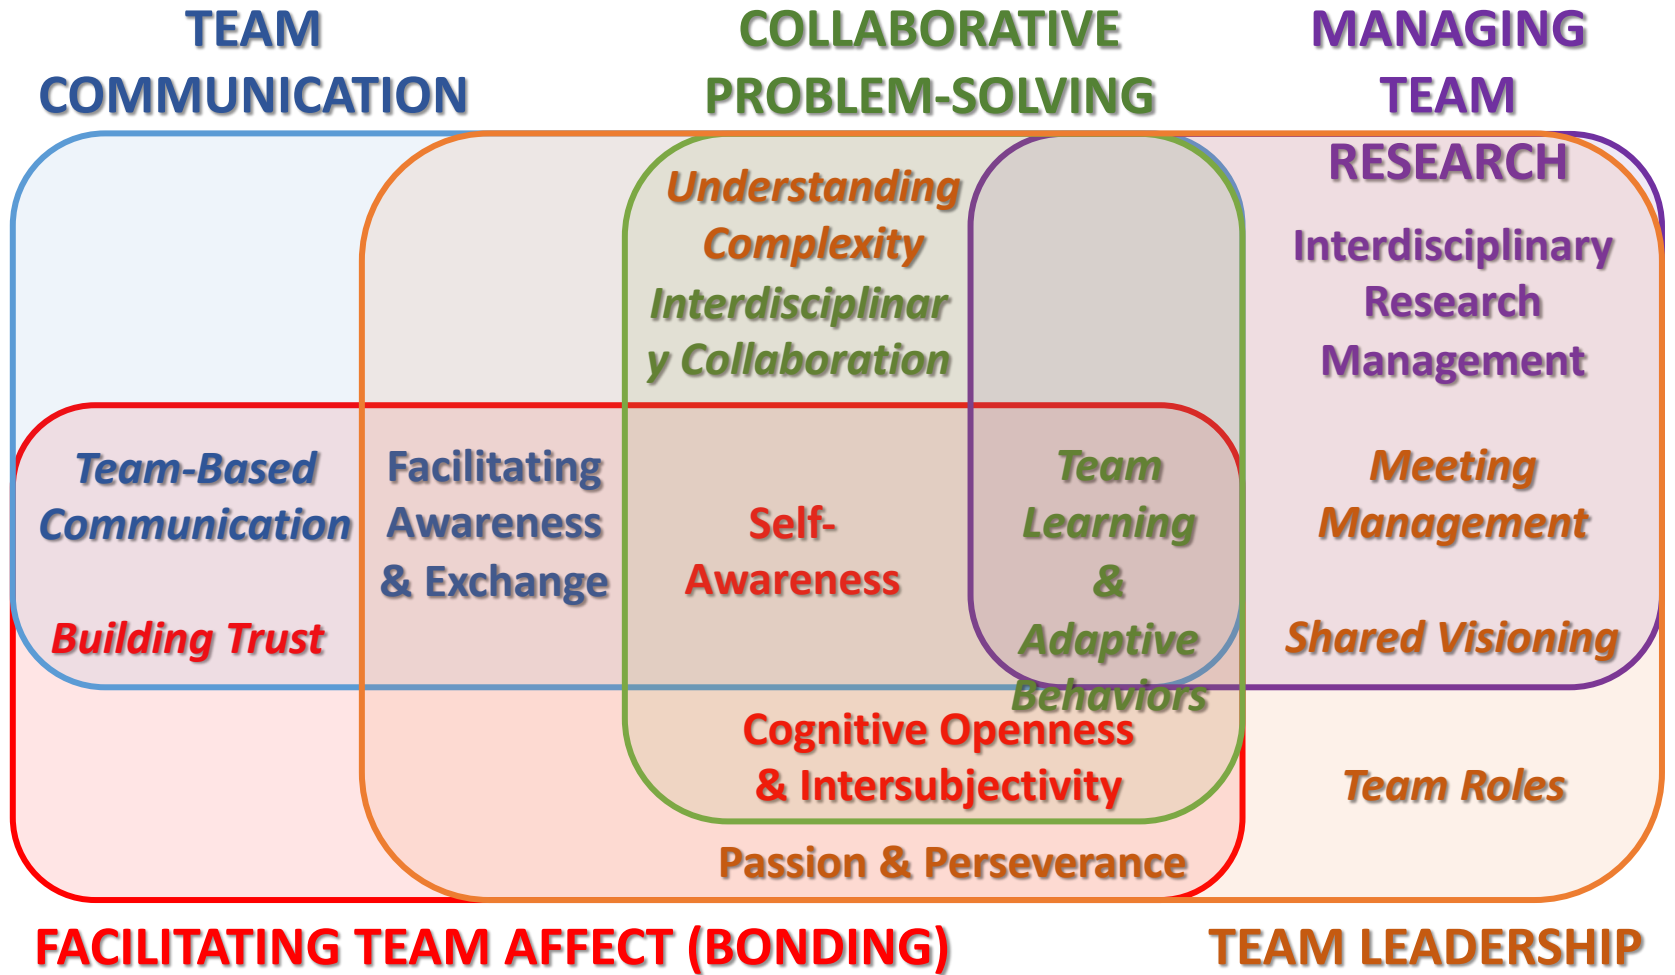 TEAM
COMMUNICATION
COLLABORATIVE
PROBLEM-SOLVING
MANAGING
TEAM
RESEARCH
Understanding
Complexity
Interdisciplinar
y Collaboration
Interdisciplinary
Research
Management
Team-Based
Communication
Building Trust
Facilitating
Awareness
& Exchange
Self-
Awareness
Team
Learning
&
Adaptive
Behaviors
Meeting
Management
Shared Visioning
Cognitive Openness
& Intersubjectivity
Team Roles
Passion & Perseverance
FACILITATING TEAM AFFECT (BONDING)
TEAM LEADERSHIP